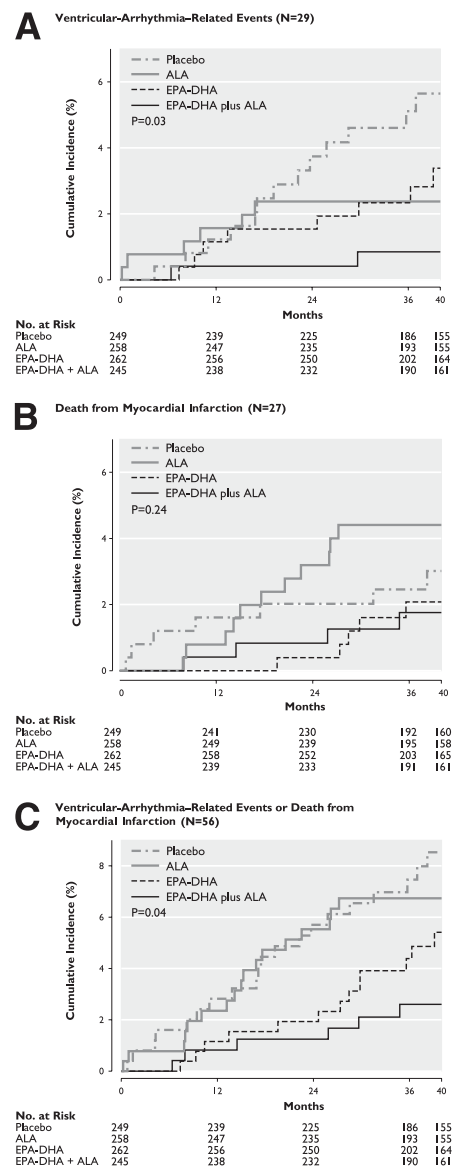 A Ventricular-Arrhythmia–Related Events (N=29)
Placebo
ALA
EPA-DHA
EPA-DHA plus ALA
P=0.03
Cumulative Incidence (%)
6
4
2
0
0 12 24 36 40
Months
No. at Risk
Placebo 249 239 225 186 155
ALA 258 247 235 193 155
EPA-DHA 262 256 250 202 164
EPA-DHA + ALA 245 238 232 190 161
B Death from Myocardial Infarction (N=27)
Placebo
ALA
EPA-DHA
EPA-DHA plus ALA
P=0.24
Cumulative Incidence (%)
6
4
2
0
0 12 24 36 40
Months
No. at Risk
Placebo 249 241 230 192 160
ALA 258 249 239 195 158
EPA-DHA 262 258 252 203 165
EPA-DHA + ALA 245 239 233 191 161
C Ventricular-Arrhythmia–Related Events or Death from
Myocardial Infarction (N=56)
Placebo
ALA
EPA-DHA
EPA-DHA plus ALA
P=0.04
Cumulative Incidence (%)
8
6
4
2
0
0 12 24 36 40
Months
No. at Risk
Placebo 249 239 225 186 155
ALA 258 247 235 193 155
EPA-DHA 262 256 250 202 164
EPA-DHA + ALA 245 238 232 190 161